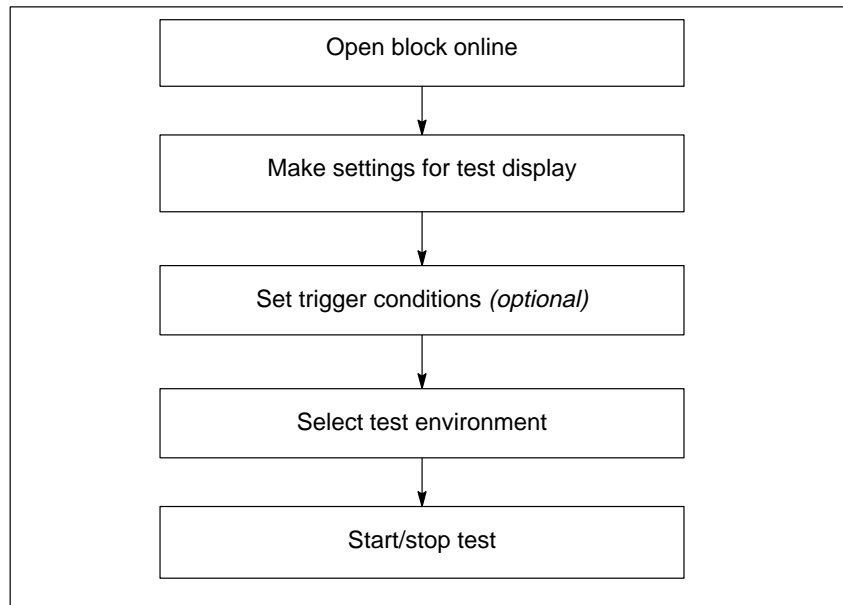 Open block online
Make settings for test display
Set trigger conditions (optional)
Select test environment
Start/stop test